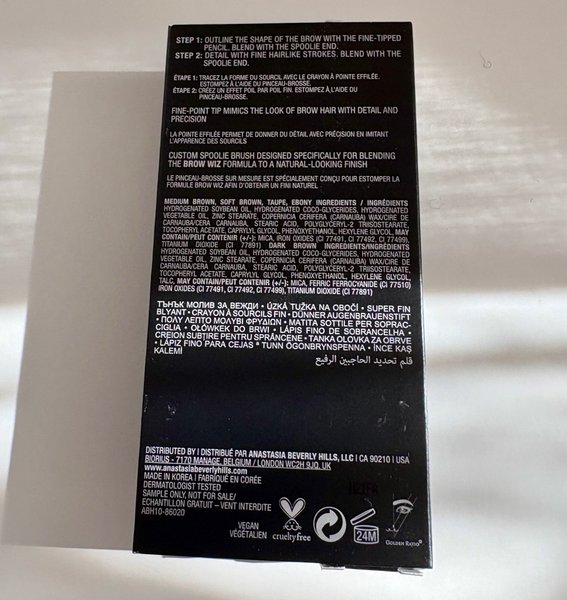 STEP 1: OUTLINE THE SHAPE OF THE BROW WITH THE FINE-TIPPED
PENCIL. BLEND WITH THE SPOOLIE END.
STEP 2: DETAIL WITH FINE HAIRLIKE STROKES. BLEND WITH THE
SPOOLIE END.
ÉTAPE 1: TRACEZ LA FORME DU SOURCIL AVEC LE CRAYON À POINTE EFFILÉE.
ESTOMPEZ À L'AIDE DU PINCEAU-BROSSE.
ÉTAPE 2: CRÉEZ UN EFFET POIL PAR POIL FIN. ESTOMPEZ À L'AIDE DU
PINCEAU-BROSSE.
FINE-POINT TIP MIMICS THE LOOK OF BROW HAIR WITH DETAIL AND
PRECISION
LA POINTE EFFILÉE PERMET DE DONNER DU DÉTAIL AVEC PRÉCISION EN IMITANT
L'APPARENCE DES SOURCILS
CUSTOM SPOOLIE BRUSH DESIGNED SPECIFICALLY FOR BLENDING
THE BROW WIZ FORMULA TO A NATURAL-LOOKING FINISH
LE PINCEAU-BROSSE SUR MESURE EST SPÉCIALEMENT CONÇU POUR ESTOMPER LA
FORMULE BROW WIZ AFIN D'OBTENIR UN FINI NATUREL
MEDIUM BROWN, SOFT BROWN, TAUPE, EBONY INGREDIENTS / INGRÉDIENTS:
HYDROGENATED SOYBEAN OIL, HYDROGENATED COCO-GLYCERIDES, HYDROGENATED
VEGETABLE OIL, ZINC STEARATE, COPERNICIA CERIFERA (CARNAUBA) WAX/CIRE DE
CARNAUBA/CERA CARNAUBA, STEARIC ACID, POLYGLYCERYL-2 TRIISOSTEARATE,
TOCOPHERYL ACETATE, CAPRYLYL GLYCOL, PHENOXYETHANOL, HEXYLENE GLYCOL. MAY
CONTAIN/PEUT CONTENIR (+/-): MICA, IRON OXIDES (CI 77491, CI 77492, CI 77499),
TITANIUM DIOXIDE (CI 77891) DARK BROWN INGREDIENTS/INGRÉDIENTS:
HYDROGENATED SOYBEAN OIL, HYDROGENATED COCO-GLYCERIDES, HYDROGENATED
VEGETABLE OIL, ZINC STEARATE, COPERNICIA CERIFERA (CARNAUBA) WAX/CIRE DE
CARNAUBA/CERA CARNAUBA, STEARIC ACID, POLYGLYCERYL-2 TRIISOSTEARATE,
TOCOPHERYL ACETATE, CAPRYLYL GLYCOL, PHENOXYETHANOL, HEXYLENE GLYCOL,
TALC, MAY CONTAIN/PEUT CONTENIR (+/-): MICA, FERRIC FERROCYANIDE (CI 77510)
IRON OXIDES (CI 77491, CI 77492, CI 77499), TITANIUM DIOXIDE (CI 77891)
ТЪНЪК МОЛИВ ЗА ВЕЖДИ • ÚZKÁ TUŽKA NA OBOČÍ • SUPER FIN
BLYANT • CRAYON À SOURCILS FIN • DÜNNER AUGENBRAUENSTIFT
• ΠΟΛΥ ΛΕΠΤΟ ΜΟΛΥΒΙ ΦΡΥΔΙΩΝ • MATITA SOTTILE PER SOPRAC-
CIGLIA • OŁÓWEK DO BRWI • LÁPIS FINO DE SOBRANCELHA •
CREION SUBȚIRE PENTRU SPRÂNCENE • TANKA OLOVKA ZA OBRVE
• LÁPIZ FINO PARA CEJAS • TUNN ÖGONBRYNSPENNA • İNCE KAŞ
KALEMİ
قلم تحديد الحاجبين الرفيع
DISTRIBUTED BY | DISTRIBUÉ PAR ANASTASIA BEVERLY HILLS, LLC | CA 90210 | USA
BIORIUS - 7170 MANAGE, BELGIUM / LONDON WC2H 9JQ, UK
www.anastasiabeverlyhills.com
MADE IN KOREA | FABRIQUÉ EN CORÉE
DERMATOLOGIST TESTED
SAMPLE ONLY, NOT FOR SALE/
ÉCHANTILLON GRATUIT - VENTE INTERDITE
ABH10-86020
VEGAN
VÉGÉTALIEN
crueltyfree
24M
GOLDEN RATIO®